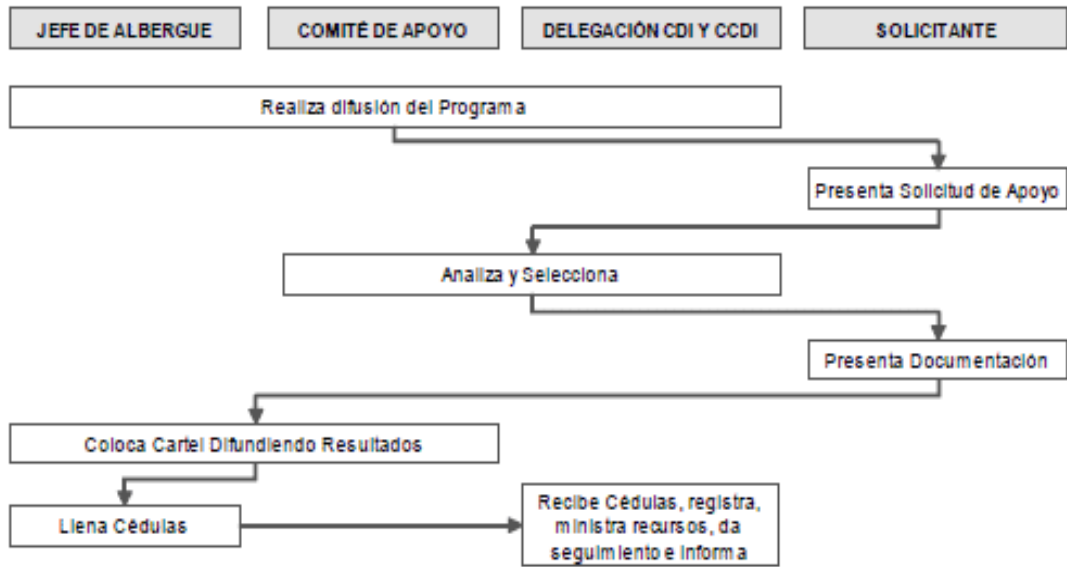 JEFE DE ALBERGUE
COMITÉ DE APOYO
DELEGACIÓN CDI Y CCDI
SOLICITANTE
Realiza difusión del Programa
Presenta Solicitud de Apoyo
Analiza y Selecciona
Presenta Documentación
Coloca Cartel Difundiendo Resultados
Llena Cédulas
Recibe Cédulas, registra,
ministra recursos, da
seguimiento e informa